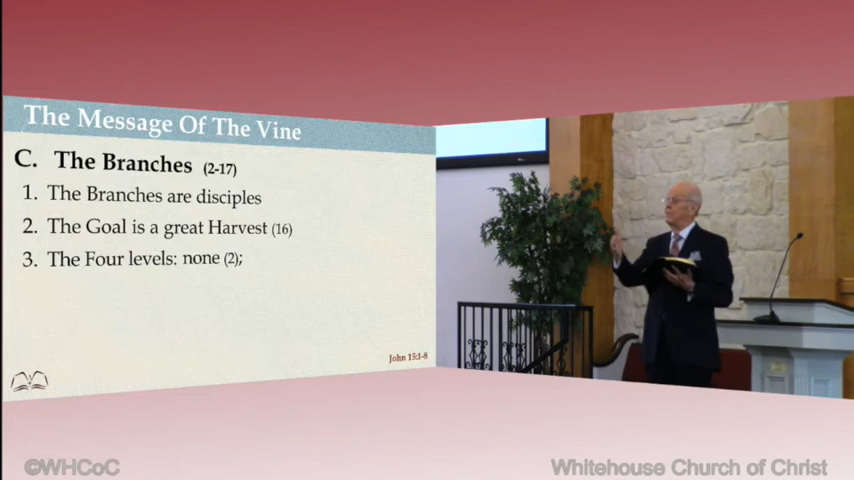 The Message Of The Vine
C. The Branches (2-17)
1. The Branches are disciples
2. The Goal is a great Harvest (16)
3. The Four levels: none (2);
John 15:1-8
©WHCoC
Whitehouse Church of Christ